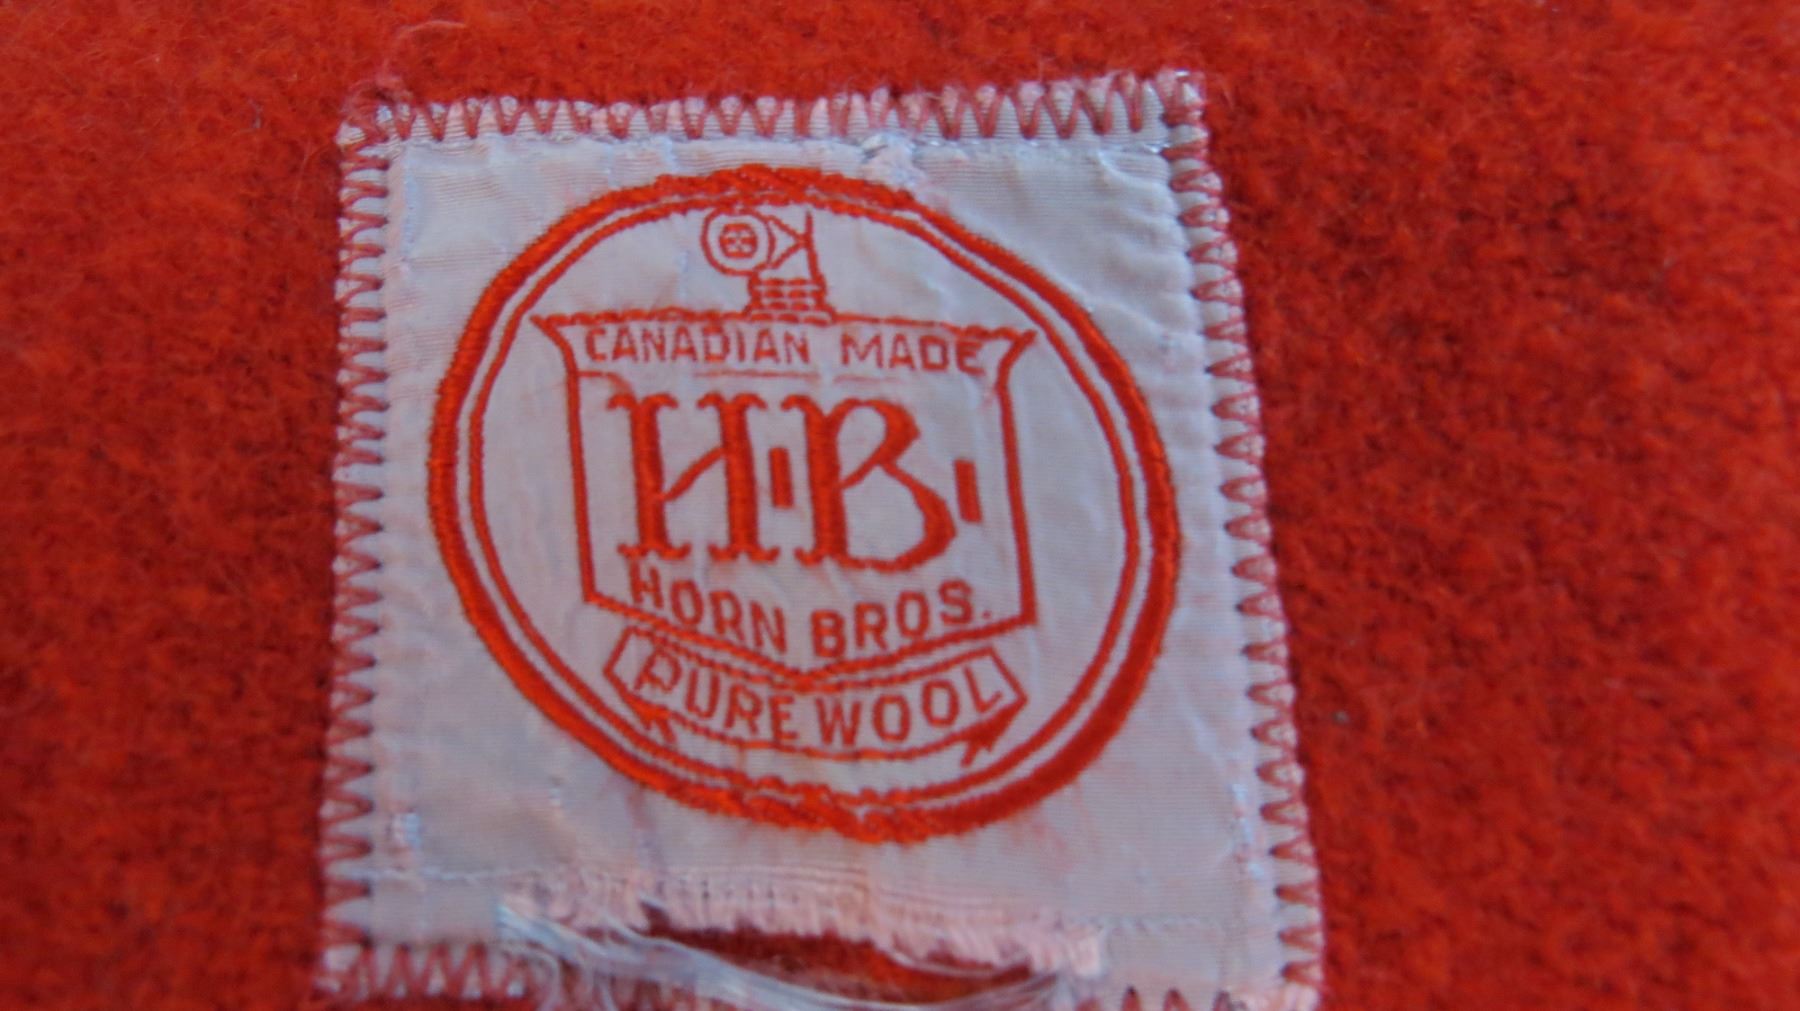 CANADIAN MADE
H·B·
HORN BROS.
PURE WOOL